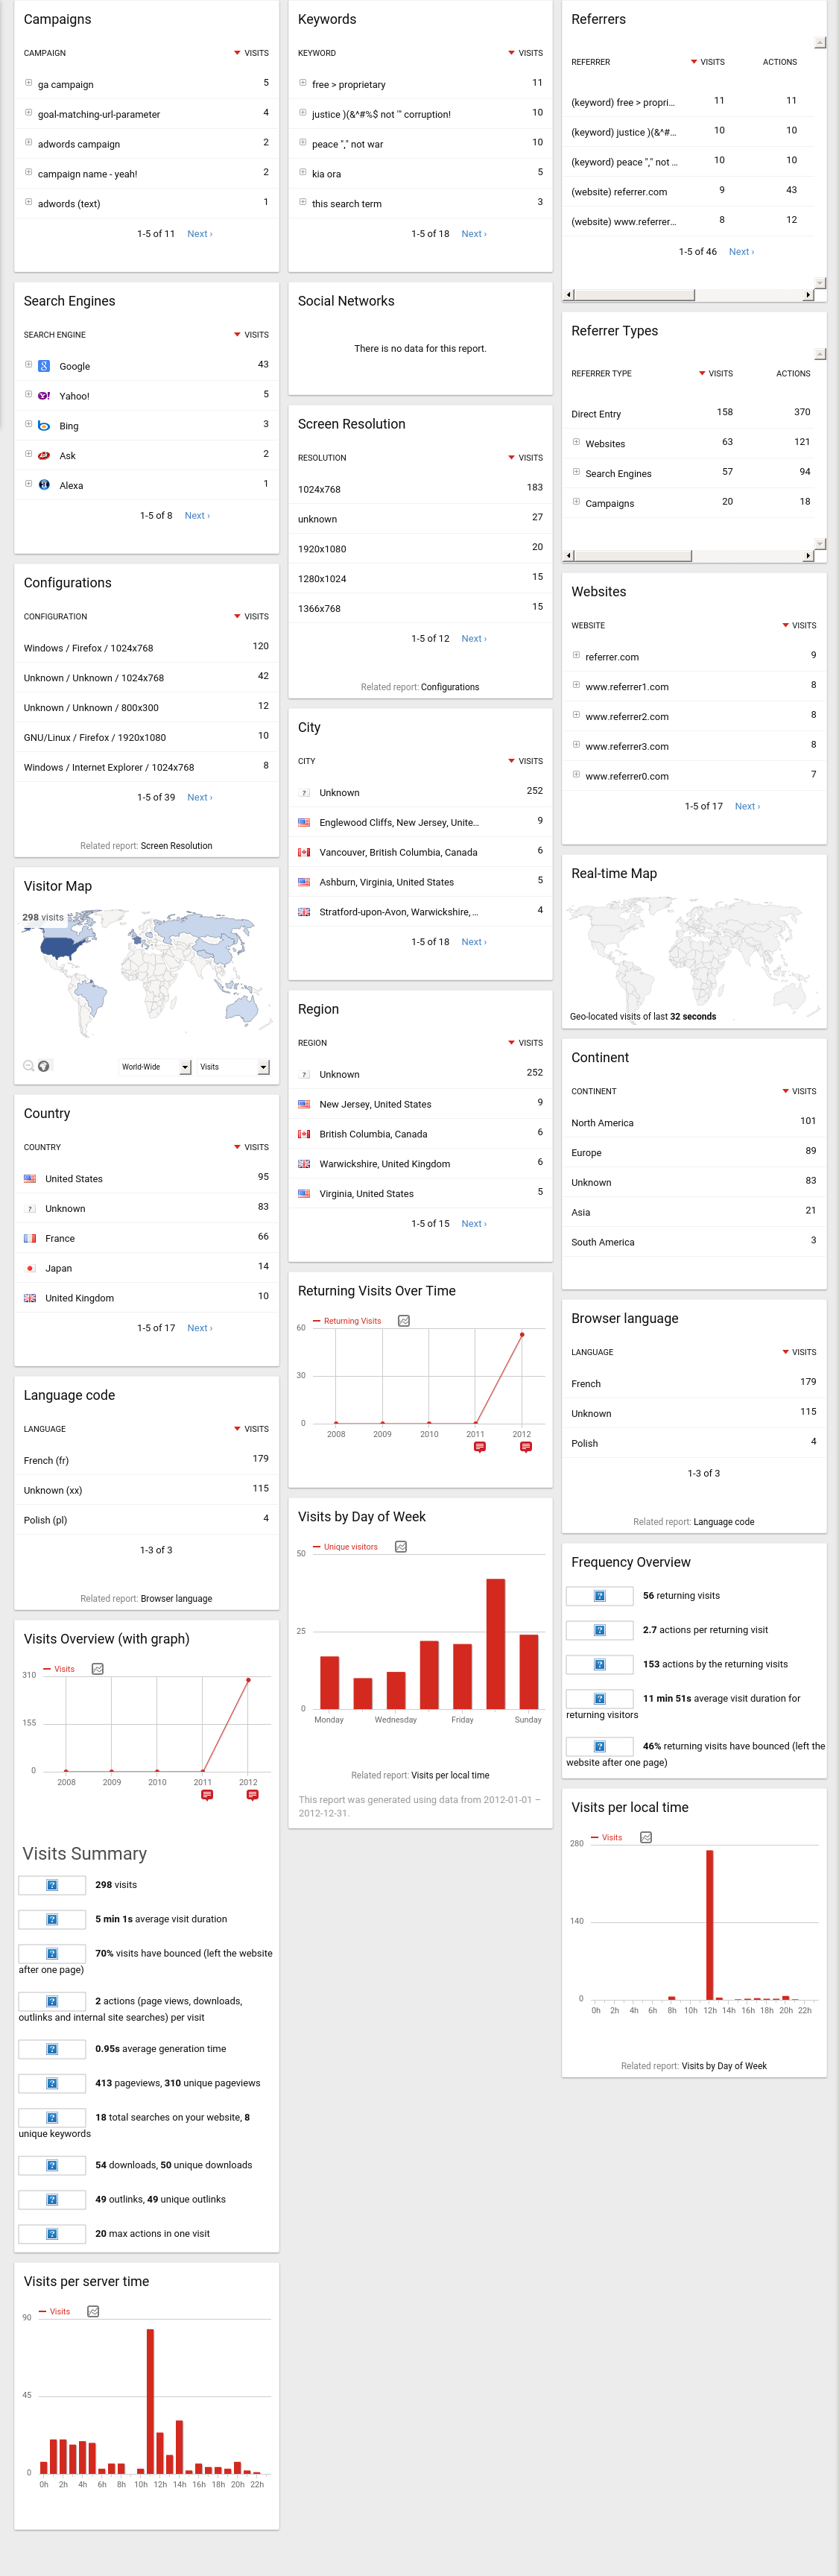 Campaigns
CAMPAIGN VISITS
ga campaign 5
goal-matching-url-parameter 4
adwords campaign 2
campaign name - yeah! 2
adwords (text) 1
1-5 of 11 Next ›
Search Engines
SEARCH ENGINE VISITS
Google 43
Yahoo! 5
Bing 3
Ask 2
Alexa 1
1-5 of 8 Next ›
Configurations
CONFIGURATION VISITS
Windows / Firefox / 1024x768 120
Unknown / Unknown / 1024x768 42
Unknown / Unknown / 800x300 12
GNU/Linux / Firefox / 1920x1080 10
Windows / Internet Explorer / 1024x768 8
1-5 of 39 Next ›
Related report: Screen Resolution
Visitor Map
298 visits
World-Wide Visits
Country
COUNTRY VISITS
United States 95
Unknown 83
France 66
Japan 14
United Kingdom 10
1-5 of 17 Next ›
Language code
LANGUAGE VISITS
French (fr) 179
Unknown (xx) 115
Polish (pl) 4
1-3 of 3
Related report: Browser language
Visits Overview (with graph)
Visits
310
155
0
2008 2009 2010 2011 2012
Visits Summary
298 visits
5 min 1s average visit duration
70% visits have bounced (left the website
after one page)
2 actions (page views, downloads,
outlinks and internal site searches) per visit
0.95s average generation time
413 pageviews, 310 unique pageviews
18 total searches on your website, 8
unique keywords
54 downloads, 50 unique downloads
49 outlinks, 49 unique outlinks
20 max actions in one visit
Visits per server time
Visits
90
45
0
0h 2h 4h 6h 8h 10h 12h 14h 16h 18h 20h 22h
Keywords
KEYWORD VISITS
free > proprietary 11
justice )(&^#%$ not '" corruption! 10
peace "," not war 10
kia ora 5
this search term 3
1-5 of 18 Next ›
Social Networks
There is no data for this report.
Screen Resolution
RESOLUTION VISITS
1024x768 183
unknown 27
1920x1080 20
1280x1024 15
1366x768 15
1-5 of 12 Next ›
Related report: Configurations
City
CITY VISITS
Unknown 252
Englewood Cliffs, New Jersey, Unite... 9
Vancouver, British Columbia, Canada 6
Ashburn, Virginia, United States 5
Stratford-upon-Avon, Warwickshire, ... 4
1-5 of 18 Next ›
Region
REGION VISITS
Unknown 252
New Jersey, United States 9
British Columbia, Canada 6
Warwickshire, United Kingdom 6
Virginia, United States 5
1-5 of 15 Next ›
Returning Visits Over Time
Returning Visits
60
30
0
2008 2009 2010 2011 2012
Visits by Day of Week
Unique visitors
50
25
0
Monday Wednesday Friday Sunday
Related report: Visits per local time
This report was generated using data from 2012-01-01 –
2012-12-31.
Referrers
REFERRER VISITS ACTIONS
(keyword) free > propri... 11 11
(keyword) justice )(&^#... 10 10
(keyword) peace "," not ... 10 10
(website) referrer.com 9 43
(website) www.referrer... 8 12
1-5 of 46 Next ›
Referrer Types
REFERRER TYPE VISITS ACTIONS
Direct Entry 158 370
Websites 63 121
Search Engines 57 94
Campaigns 20 18
Websites
WEBSITE VISITS
referrer.com 9
www.referrer1.com 8
www.referrer2.com 8
www.referrer3.com 8
www.referrer0.com 7
1-5 of 17 Next ›
Real-time Map
Geo-located visits of last 32 seconds
Continent
CONTINENT VISITS
North America 101
Europe 89
Unknown 83
Asia 21
South America 3
Browser language
LANGUAGE VISITS
French 179
Unknown 115
Polish 4
1-3 of 3
Related report: Language code
Frequency Overview
56 returning visits
2.7 actions per returning visit
153 actions by the returning visits
11 min 51s average visit duration for
returning visitors
46% returning visits have bounced (left the
website after one page)
Visits per local time
Visits
280
140
0
0h 2h 4h 6h 8h 10h 12h 14h 16h 18h 20h 22h
Related report: Visits by Day of Week